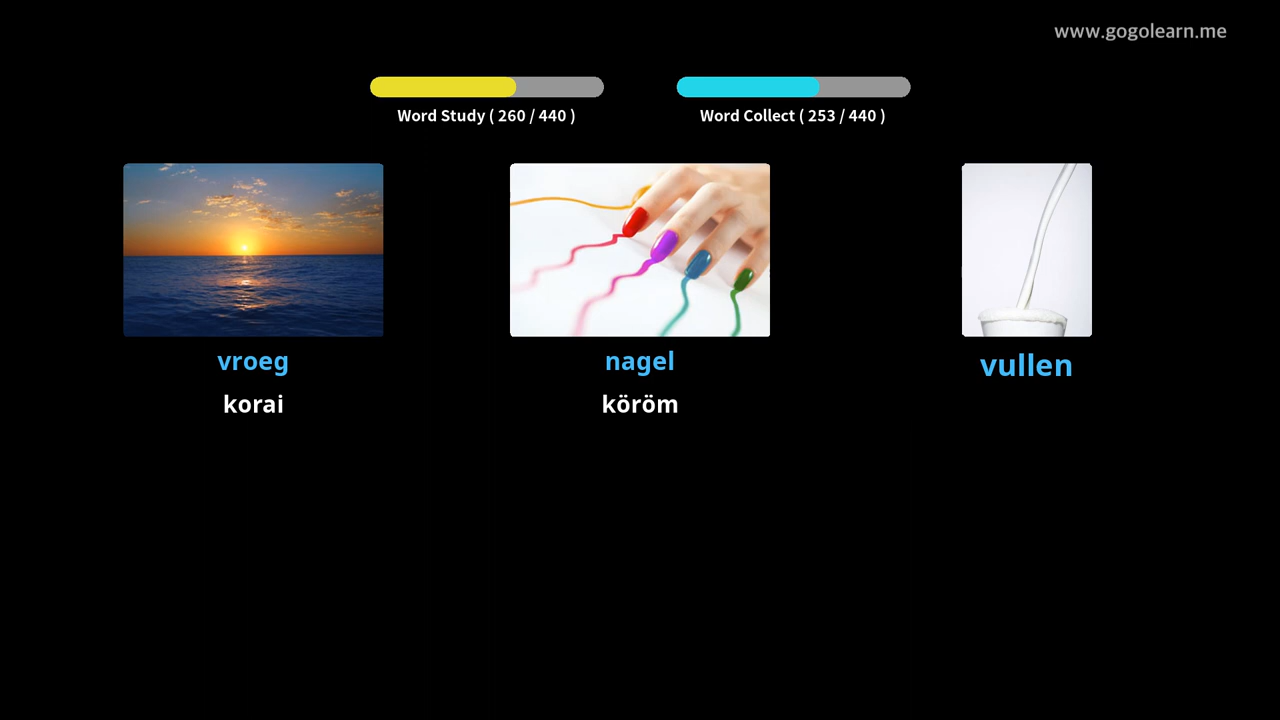 www.gogolearn.me
Word Study ( 260 / 440 )
Word Collect ( 253 / 440 )
vroeg
korai
nagel
köröm
vullen